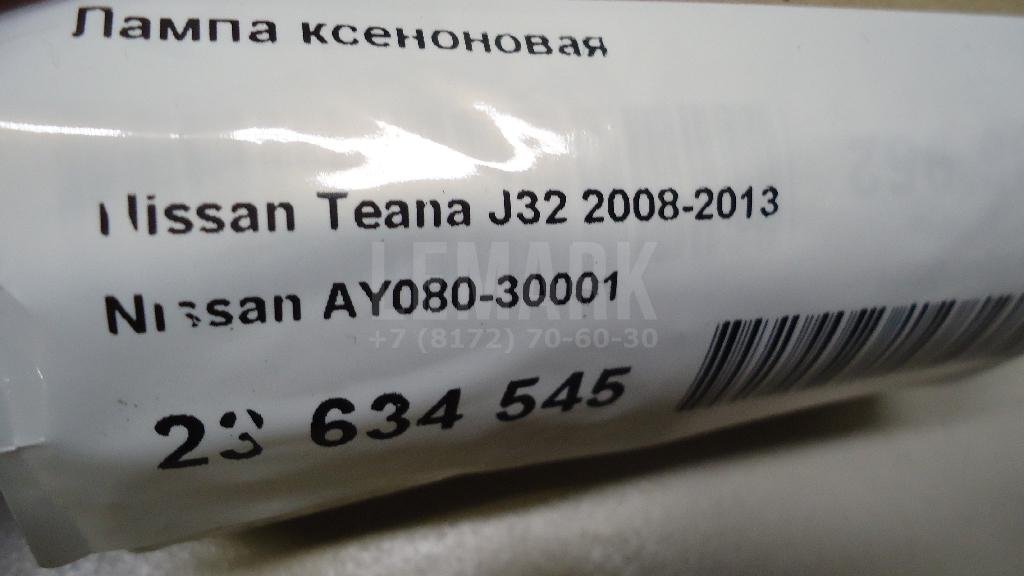 Лампа ксеноновая
Nissan Teana J32 2008-2013
LEMARK
Nissan AY080-30001
+7 (8172) 70-60-30
634 545